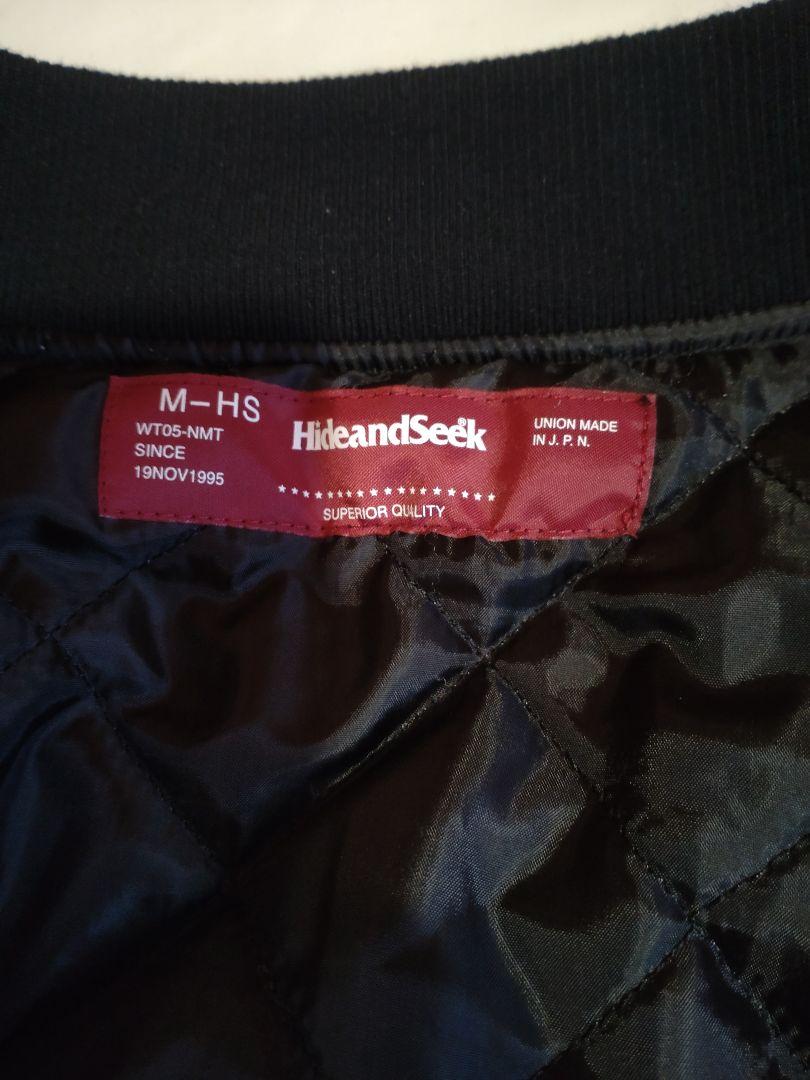 M-HS
WT05-NMT
SINCE
19NOV1995
HideandSeek
★★★★★★★★★★★★★★★★★★
SUPERIOR QUALITY
UNION MADE
IN J. P. N.